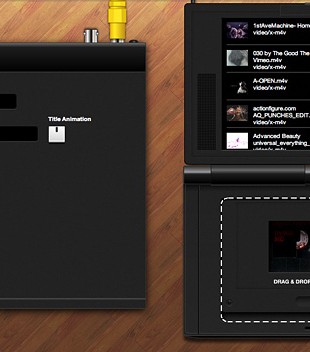 Title Animation
1stAveMachine- Hom
video/x-m4v
030 by The Good The
Vimeo.m4v
video/x-m4v
A-OPEN.m4v
video/x-m4v
actionfigure.com
AQ_PUNCHES_EDIT.
video/x-m4v
Advanced Beauty
universal_everything_
video/x-m4v
DRAG & DROP